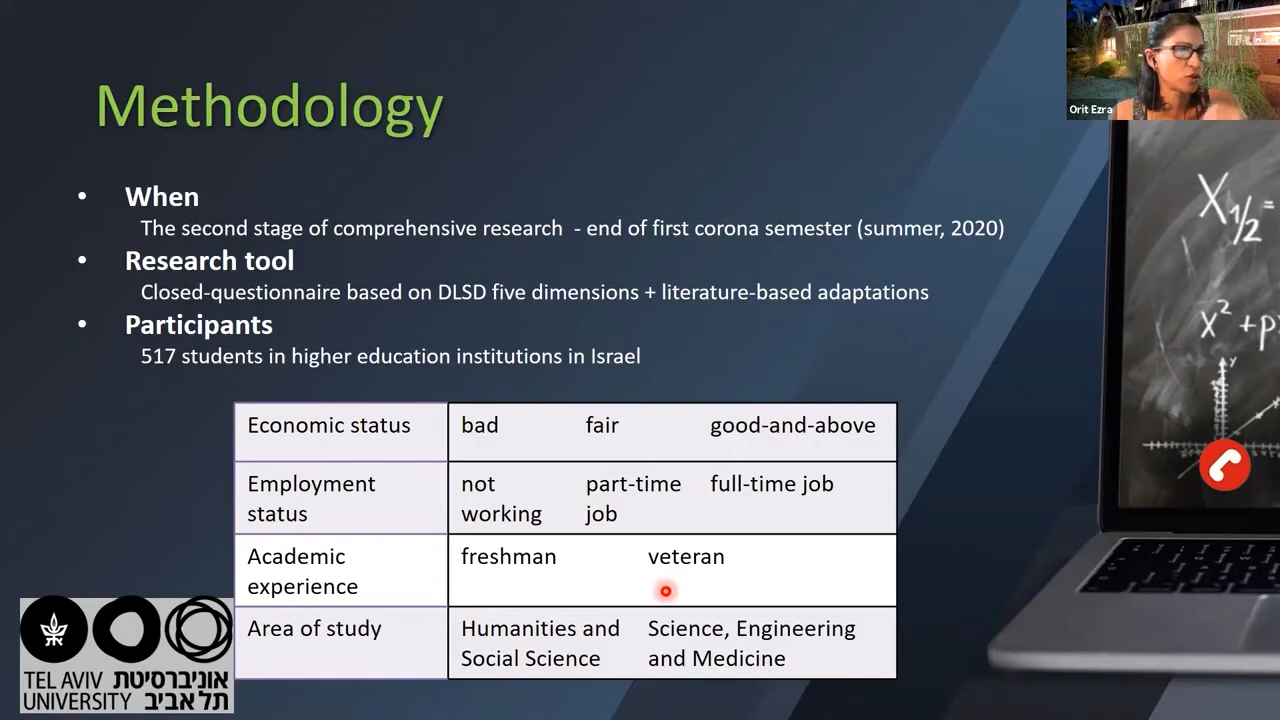 Methodology
Orit Ezra
• When
The second stage of comprehensive research - end of first corona semester (summer, 2020)
• Research tool
Closed-questionnaire based on DLSD five dimensions + literature-based adaptations
• Participants
517 students in higher education institutions in Israel
Economic status bad fair good-and-above
Employment status not working part-time job full-time job
Academic experience freshman veteran
Area of study Humanities and Social Science Science, Engineering and Medicine
TEL AVIV אוניברסיטת
UNIVERSITY תל אביב
X1/2 =
x² + p
y